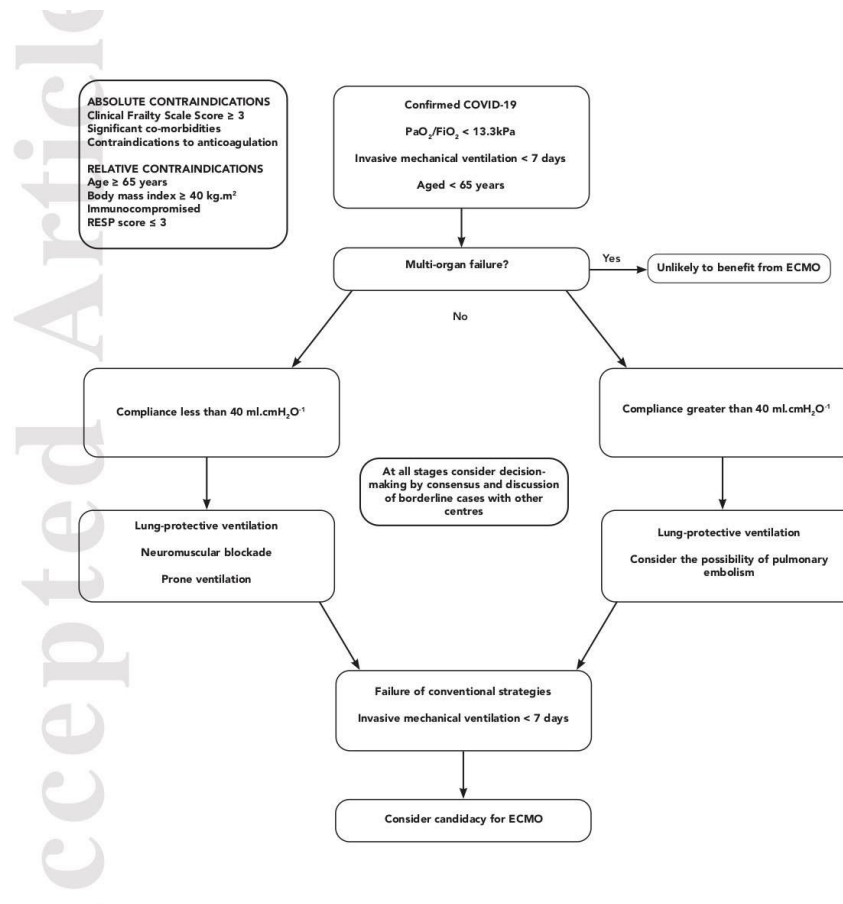 ccepted Article
ABSOLUTE CONTRAINDICATIONS
Clinical Frailty Scale Score ≥ 3
Significant co-morbidities
Contraindications to anticoagulation
RELATIVE CONTRAINDICATIONS
Age ≥ 65 years
Body mass index ≥ 40 kg.m²
Immunocompromised
RESP score ≤ 3
Confirmed COVID-19
PaO₂/FiO₂ < 13.3kPa
Invasive mechanical ventilation < 7 days
Aged < 65 years
Multi-organ failure?
Yes
Unlikely to benefit from ECMO
No
Compliance less than 40 ml.cmH₂O⁻¹
Compliance greater than 40 ml.cmH₂O⁻¹
At all stages consider decision-
making by consensus and discussion
of borderline cases with other
centres
Lung-protective ventilation
Neuromuscular blockade
Prone ventilation
Lung-protective ventilation
Consider the possibility of pulmonary
embolism
Failure of conventional strategies
Invasive mechanical ventilation < 7 days
Consider candidacy for ECMO